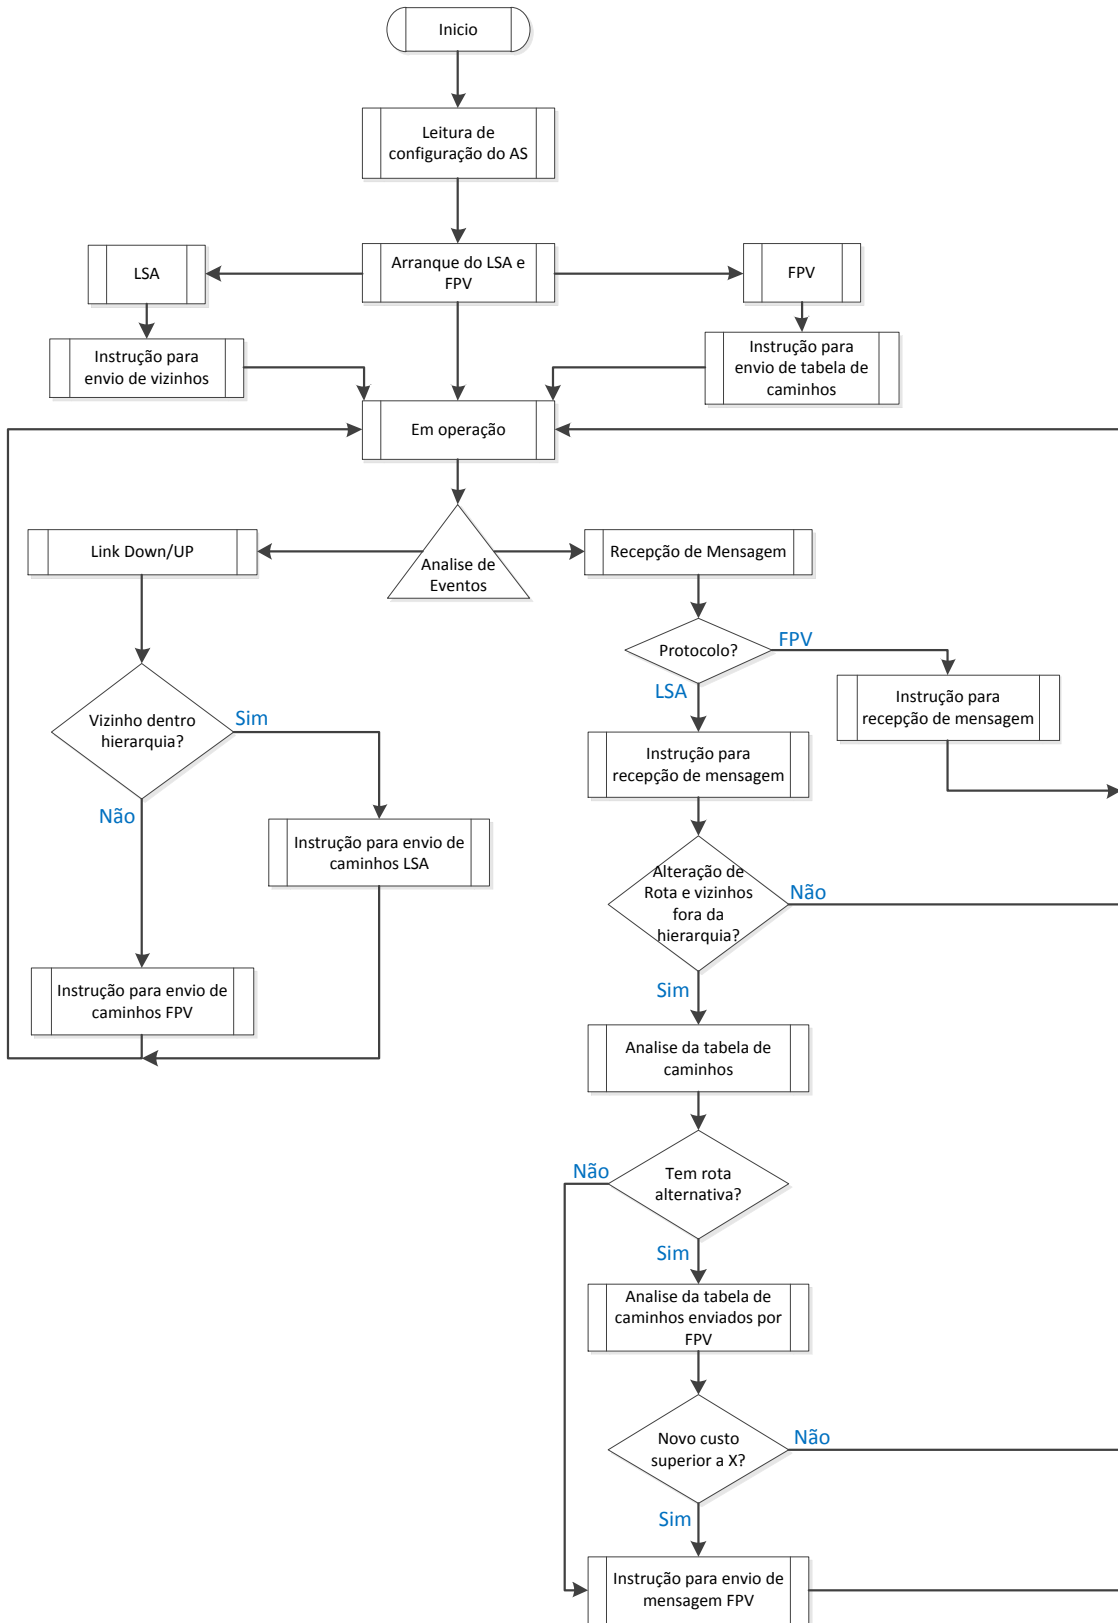 Inicio
Leitura de
configuração do AS
LSA
Arranque do LSA e
FPV
FPV
Instrução para
envio de vizinhos
Instrução para
envio de tabela de
caminhos
Em operação
Link Down/UP
Analise de
Eventos
Recepção de Mensagem
Protocolo?
FPV
LSA
Instrução para
recepção de mensagem
Vizinho dentro
hierarquia?
Sim
Não
Instrução para
recepção de mensagem
Instrução para envio de
caminhos LSA
Alteração de
Rota e vizinhos
fora da
hierarquia?
Não
Sim
Instrução para envio de
caminhos FPV
Analise da tabela de
caminhos
Tem rota
alternativa?
Não
Sim
Analise da tabela de
caminhos enviados por
FPV
Novo custo
superior a X?
Não
Sim
Instrução para envio de
mensagem FPV